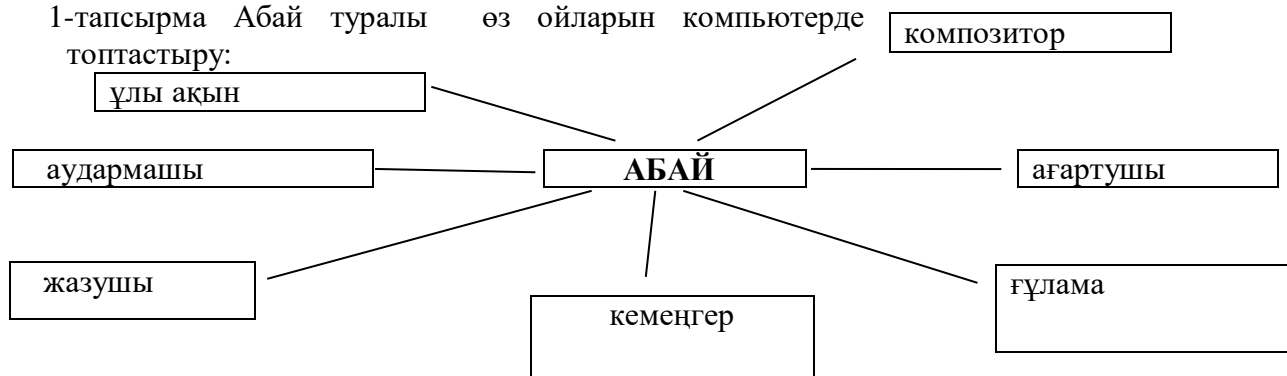 1-тапсырма Абай туралы өз ойларын компьютерде
топтастыру:
композитор
ұлы ақын
аудармашы
АБАЙ
ағартушы
жазушы
кемеңгер
ғұлама